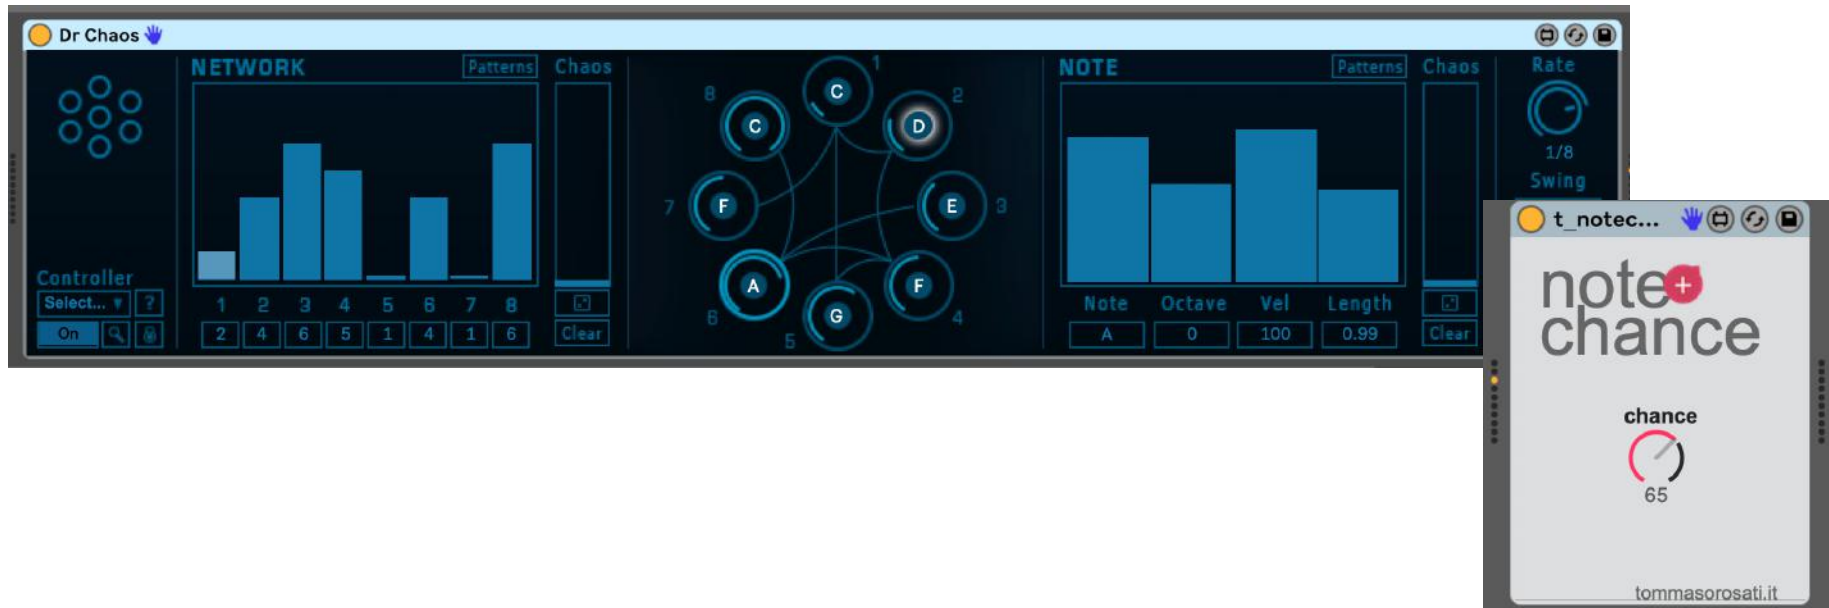 Dr Chaos
NETWORK Patterns Chaos
Controller
Select... ?
On
1 2 3 4 5 6 7 8
2 4 6 5 1 4 1 6
Clear
1 C
2 D
3 E
4 F
5 G
6 A
7 F
8 C
NOTE Patterns Chaos
Note Octave Vel Length
A 0 100 0.99
Clear
Rate
1/8
Swing
t_notec...
note +
chance
chance
65
tommasorosati.it